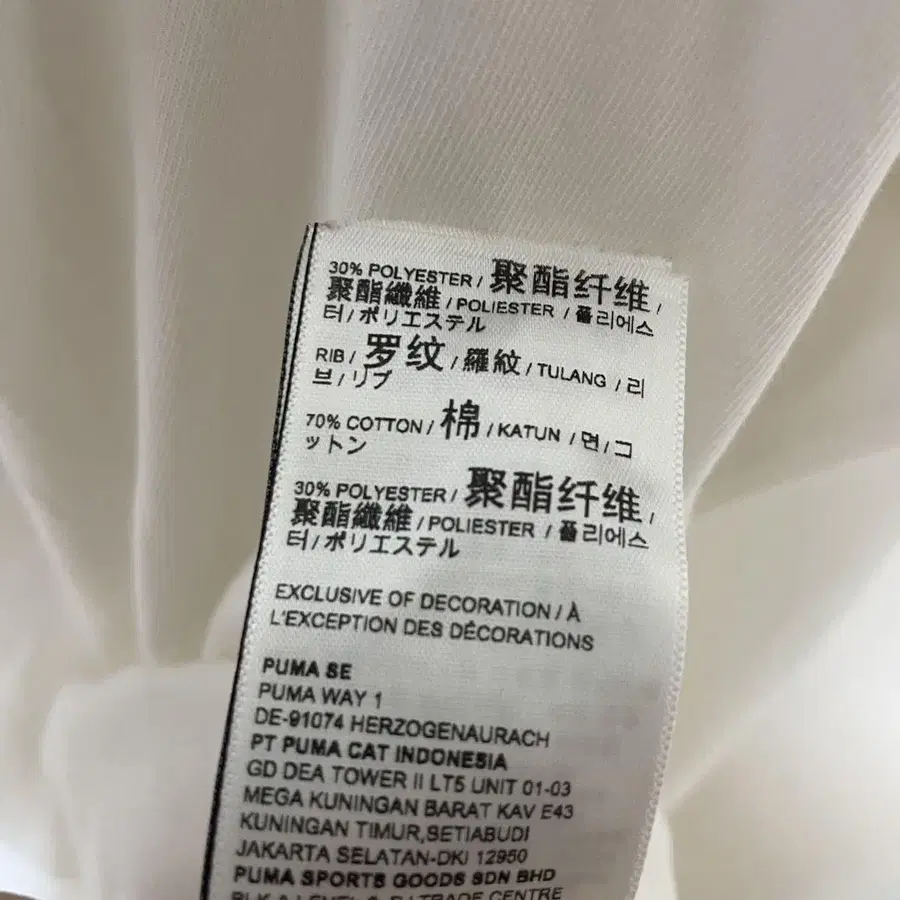 30% POLYESTER / 聚酯纤维 /
聚酯纖維 / POLIESTER / 폴리에스
터 / ポリエステル
RIB / 罗纹 / 羅紋 / TULANG / 리
브 / リブ
70% COTTON / 棉 / KATUN / 면 / コ
ットン
30% POLYESTER / 聚酯纤维 /
聚酯纖維 / POLIESTER / 폴리에스
터 / ポリエステル
EXCLUSIVE OF DECORATION / À
L'EXCEPTION DES DÉCORATIONS
PUMA SE
PUMA WAY 1
DE-91074 HERZOGENAURACH
PT PUMA CAT INDONESIA
GD DEA TOWER II LT5 UNIT 01-03
MEGA KUNINGAN BARAT KAV E43
KUNINGAN TIMUR,SETIABUDI
JAKARTA SELATAN-DKI 12950
PUMA SPORTS GOODS SDN BHD
TRADE CENTRE